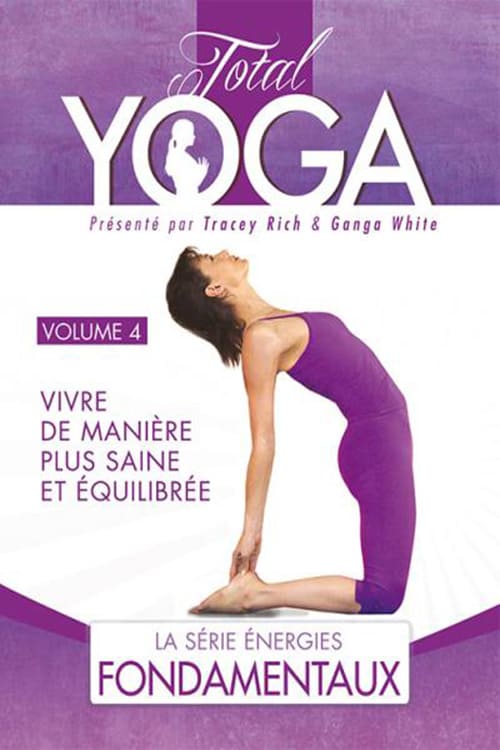 Total
YOGA
Présenté par Tracey Rich & Ganga White
VOLUME 4
VIVRE
DE MANIÈRE
PLUS SAINE
ET ÉQUILIBRÉE
LA SÉRIE ÉNERGIES
FONDAMENTAUX